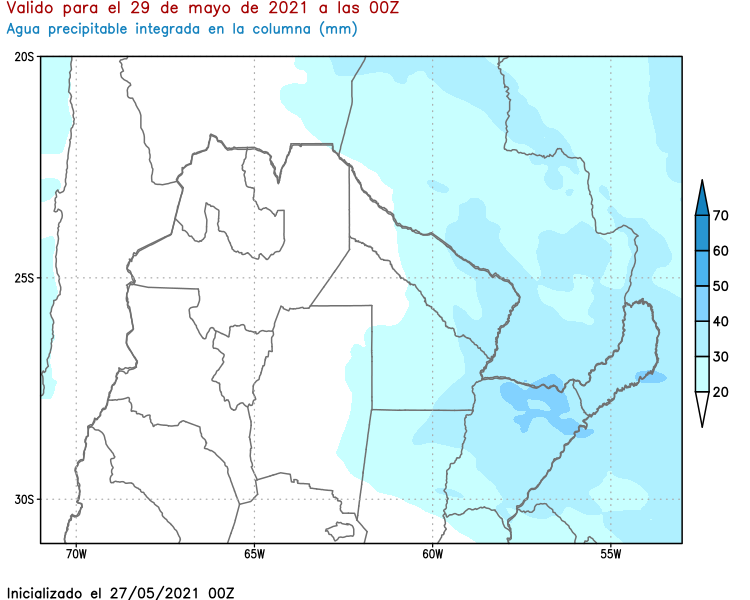 Valido para el 29 de mayo de 2021 a las 00Z
Agua precipitable integrada en la columna (mm)
20S
25S
30S
70W
65W
60W
55W
70
60
50
40
30
20
Inicializado el 27/05/2021 00Z